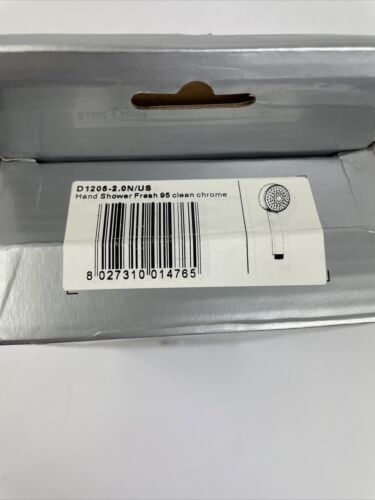 D1205-2.0N/US
Hand Shower Fresh 95 clean chrome
8 027310 014765